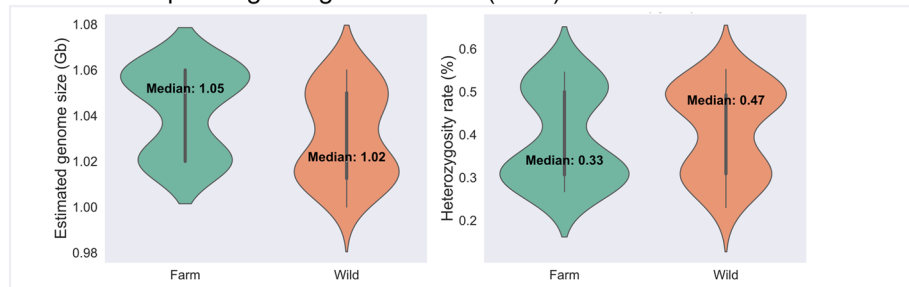 Estimated genome size (Gb)
1.08
1.06
1.04
1.02
1.00
0.98
Median: 1.05
Median: 1.02
Farm
Wild
Heterozygosity rate (%)
0.6
0.5
0.4
0.3
0.2
Median: 0.33
Median: 0.47
Farm
Wild